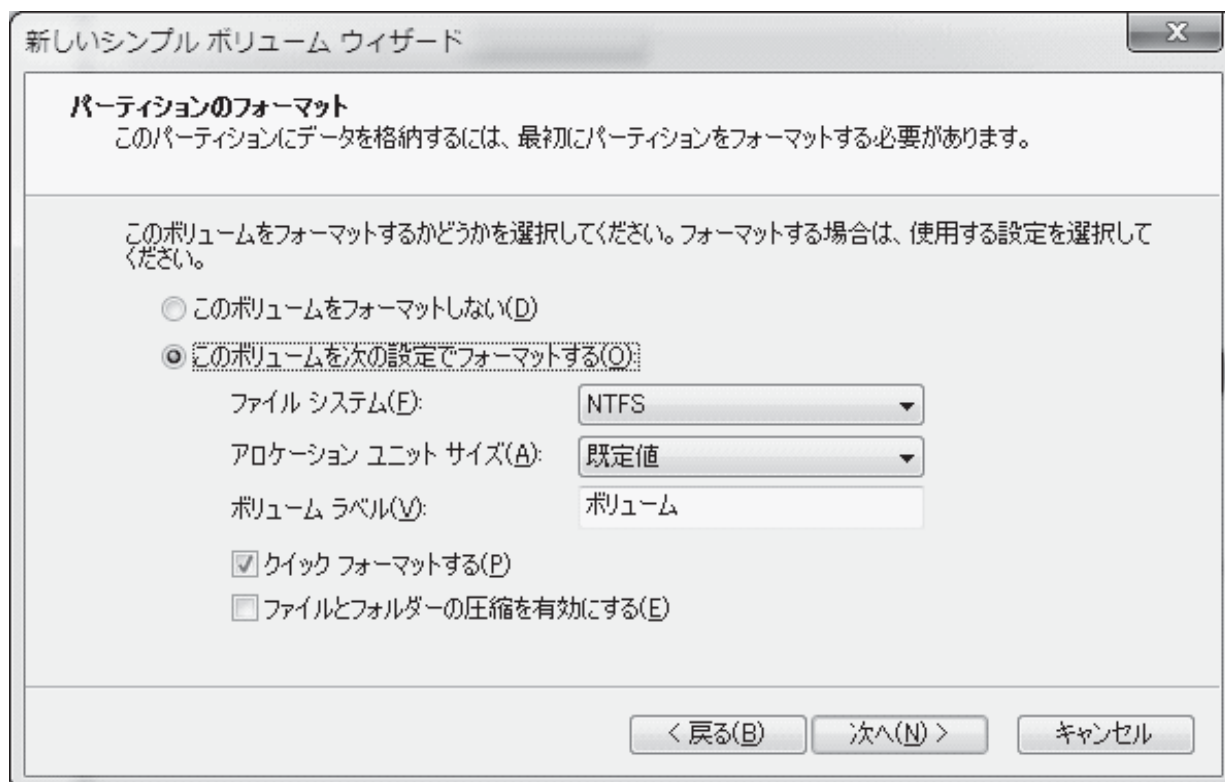 新しいシンプル ボリューム ウィザード
X
パーティションのフォーマット
このパーティションにデータを格納するには、最初にパーティションをフォーマットする必要があります。
このボリュームをフォーマットするかどうかを選択してください。フォーマットする場合は、使用する設定を選択して
ください。
このボリュームをフォーマットしない(D)
このボリュームを次の設定でフォーマットする(O):
ファイル システム(F): NTFS
アロケーション ユニット サイズ(A): 既定値
ボリューム ラベル(V): ボリューム
クイック フォーマットする(P)
ファイルとフォルダーの圧縮を有効にする(E)
< 戻る(B) 次へ(N) > キャンセル